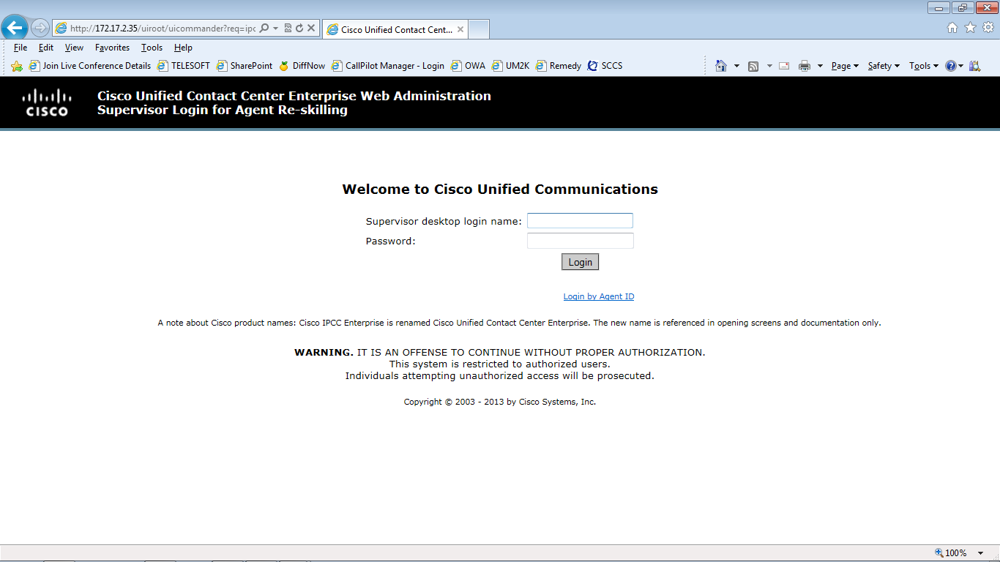 http://172.17.2.35/uiroot/uicommander?req=ipc
Cisco Unified Contact Cent...
File Edit View Favorites Tools Help
Join Live Conference Details TELESOFT SharePoint DiffNow CallPilot Manager - Login OWA UM2K Remedy SCCS Page Safety Tools
CISCO
Cisco Unified Contact Center Enterprise Web Administration
Supervisor Login for Agent Re-skilling
Welcome to Cisco Unified Communications
Supervisor desktop login name:
Password:
Login
Login by Agent ID
A note about Cisco product names: Cisco IPCC Enterprise is renamed Cisco Unified Contact Center Enterprise. The new name is referenced in opening screens and documentation only.
WARNING. IT IS AN OFFENSE TO CONTINUE WITHOUT PROPER AUTHORIZATION.
This system is restricted to authorized users.
Individuals attempting unauthorized access will be prosecuted.
Copyright © 2003 - 2013 by Cisco Systems, Inc.
100%